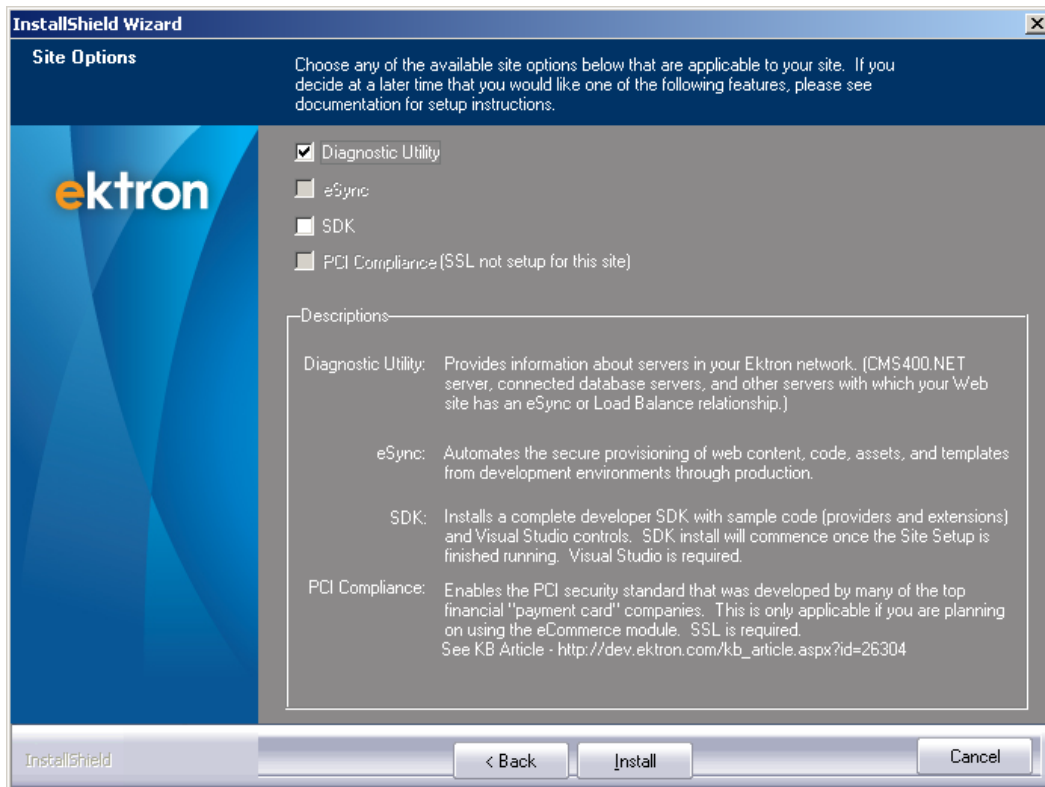 InstallShield Wizard
Site Options
Choose any of the available site options below that are applicable to your site.  If you
decide at a later time that you would like one of the following features, please see
documentation for setup instructions.
ektron
Diagnostic Utility
eSync
SDK
PCI Compliance (SSL not setup for this site)
Descriptions
Diagnostic Utility: Provides information about servers in your Ektron network. (CMS400.NET
server, connected database servers, and other servers with which your Web
site has an eSync or Load Balance relationship.)
eSync: Automates the secure provisioning of web content, code, assets, and templates
from development environments through production.
SDK: Installs a complete developer SDK with sample code (providers and extensions)
and Visual Studio controls.  SDK install will commence once the Site Setup is
finished running.  Visual Studio is required.
PCI Compliance: Enables the PCI security standard that was developed by many of the top
financial "payment card" companies.  This is only applicable if you are planning
on using the eCommerce module.  SSL is required.
See KB Article - http://dev.ektron.com/kb_article.aspx?id=26304
InstallShield
< Back
Install
Cancel